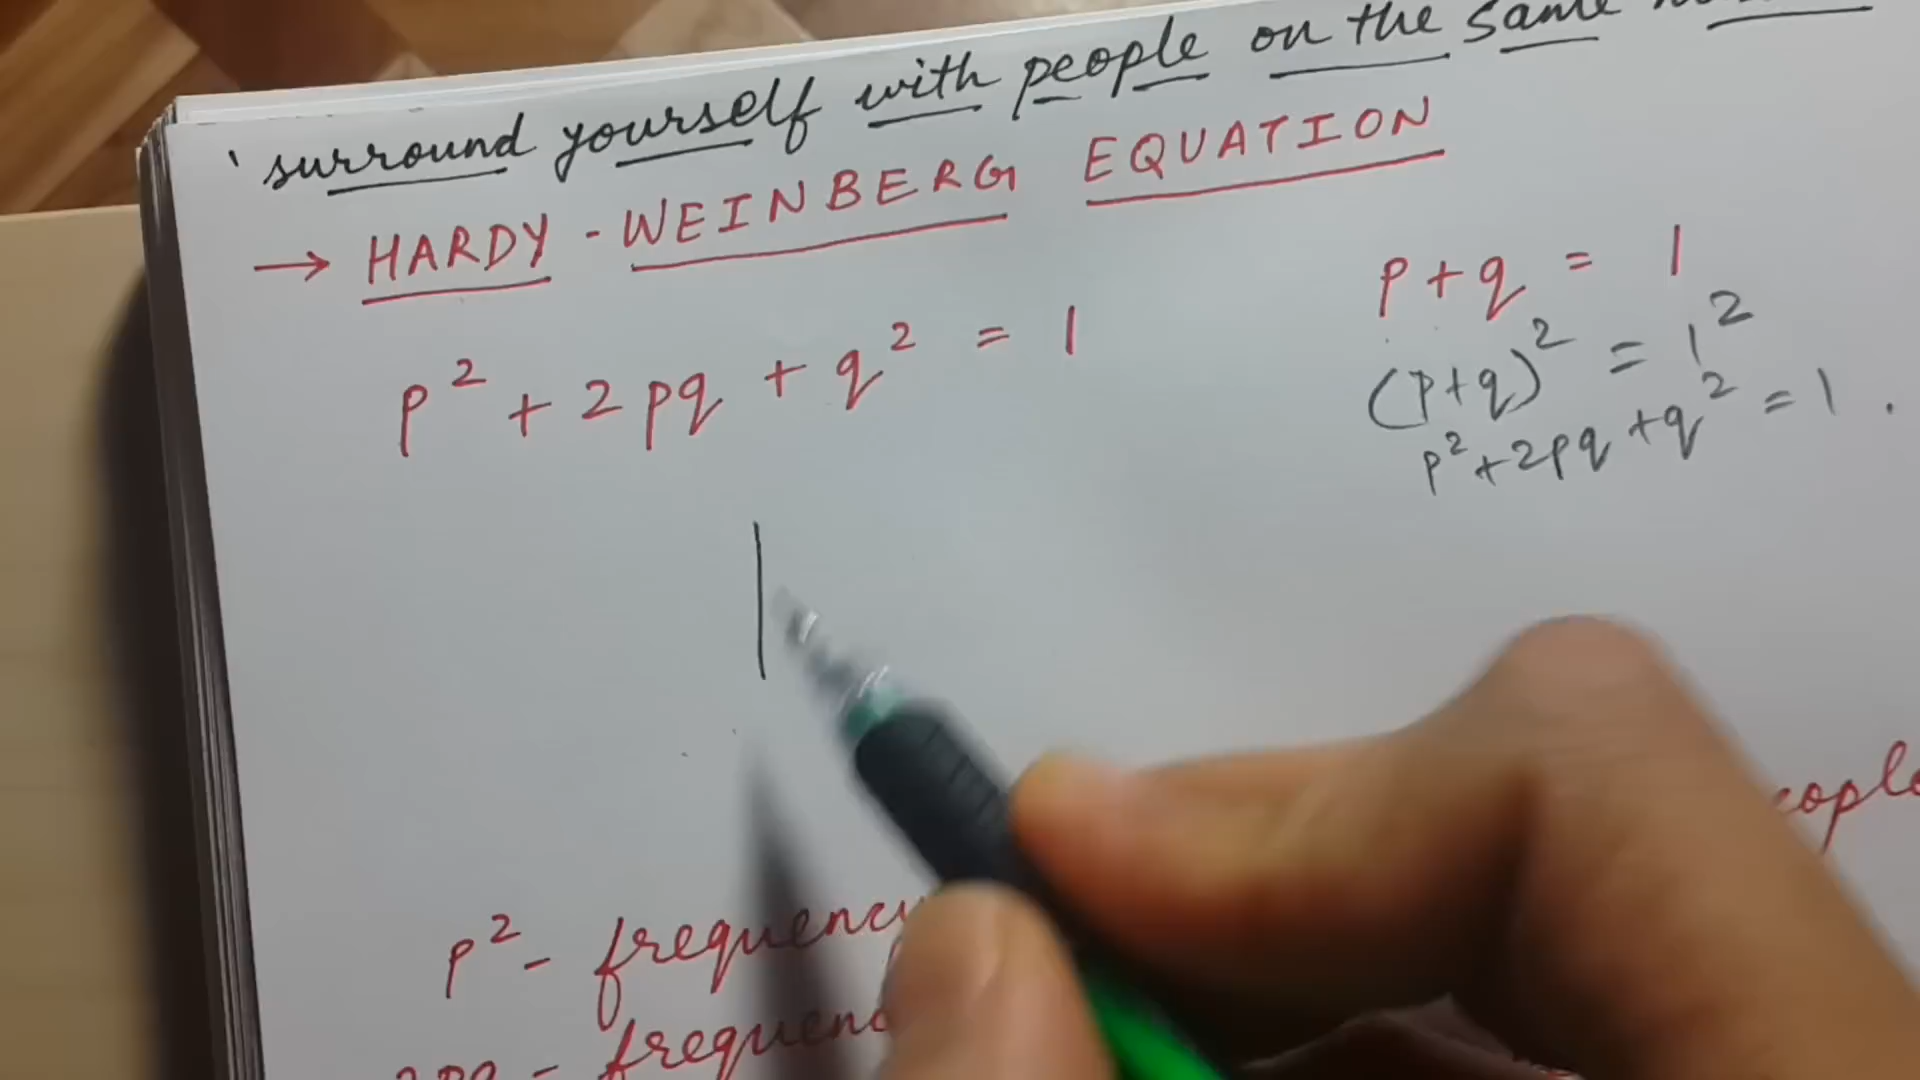 ' surround yourself with people on the same
→ HARDY - WEINBERG EQUATION
p² + 2pq + q² = 1
p + q = 1
(p+q)² = 1²
p² + 2pq + q² = 1 .
p² - frequency
2pq -